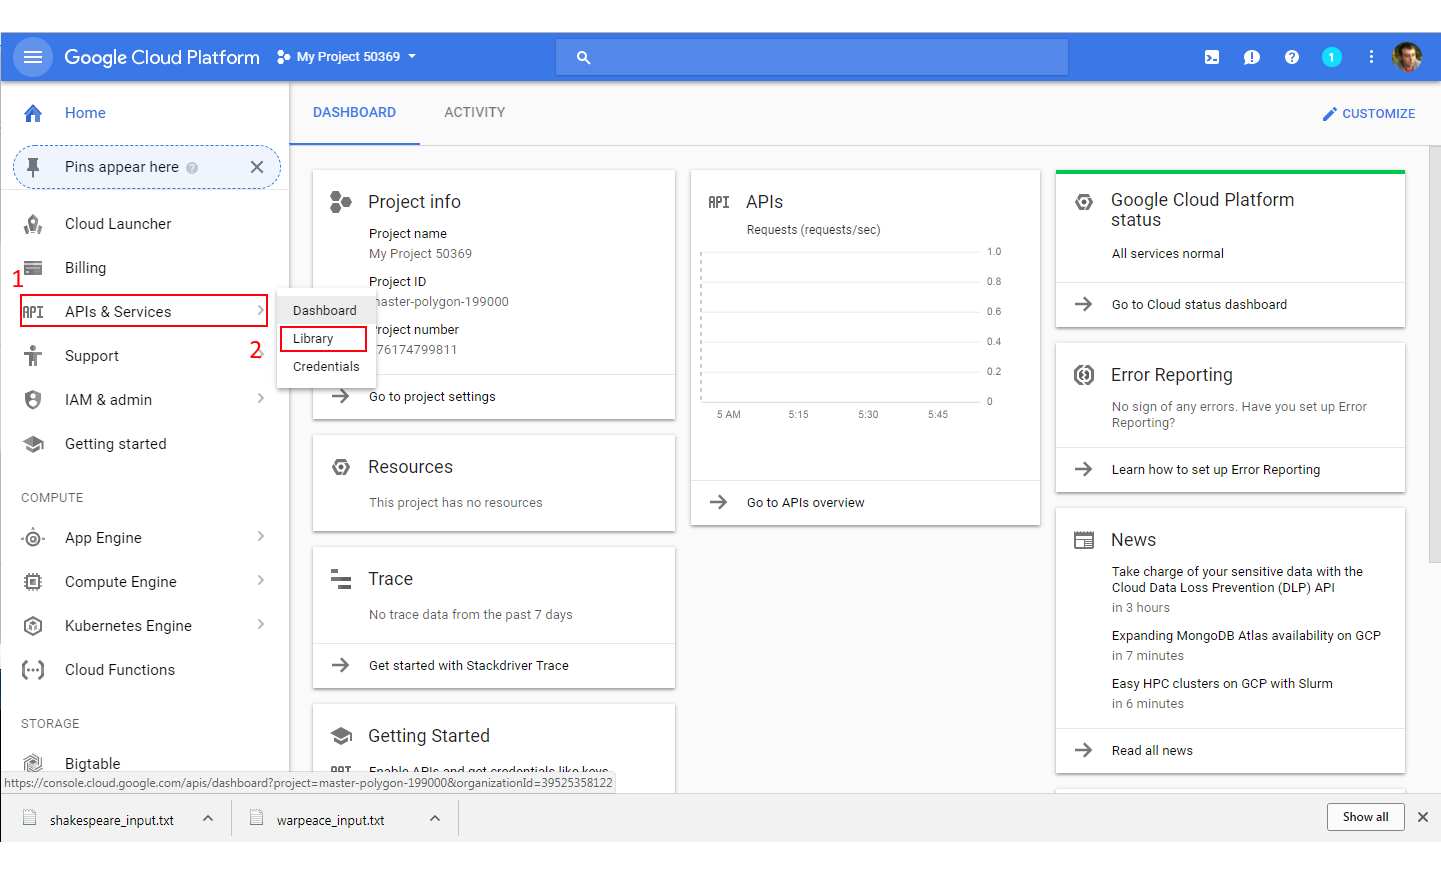 Google Cloud Platform
My Project 50369
1
Home
Pins appear here
Cloud Launcher
Billing
1
API
APIs & Services
2
Support
IAM & admin
Getting started
COMPUTE
App Engine
Compute Engine
Kubernetes Engine
Cloud Functions
STORAGE
Bigtable
Dashboard
Library
Credentials
DASHBOARD
ACTIVITY
CUSTOMIZE
Project info
Project name
My Project 50369
Project ID
master-polygon-199000
Project number
76174799811
Go to project settings
Resources
This project has no resources
Trace
No trace data from the past 7 days
Get started with Stackdriver Trace
Getting Started
API
Enable APIs and get credentials like keys
API
APIs
Requests (requests/sec)
1.0
0.8
0.6
0.4
0.2
0
5 AM
5:15
5:30
5:45
Go to APIs overview
Google Cloud Platform
status
All services normal
Go to Cloud status dashboard
Error Reporting
No sign of any errors. Have you set up Error
Reporting?
Learn how to set up Error Reporting
News
Take charge of your sensitive data with the
Cloud Data Loss Prevention (DLP) API
in 3 hours
Expanding MongoDB Atlas availability on GCP
in 7 minutes
Easy HPC clusters on GCP with Slurm
in 6 minutes
Read all news
https://console.cloud.google.com/apis/dashboard?project=master-polygon-199000&organizationId=39525358122
shakespeare_input.txt
warpeace_input.txt
Show all